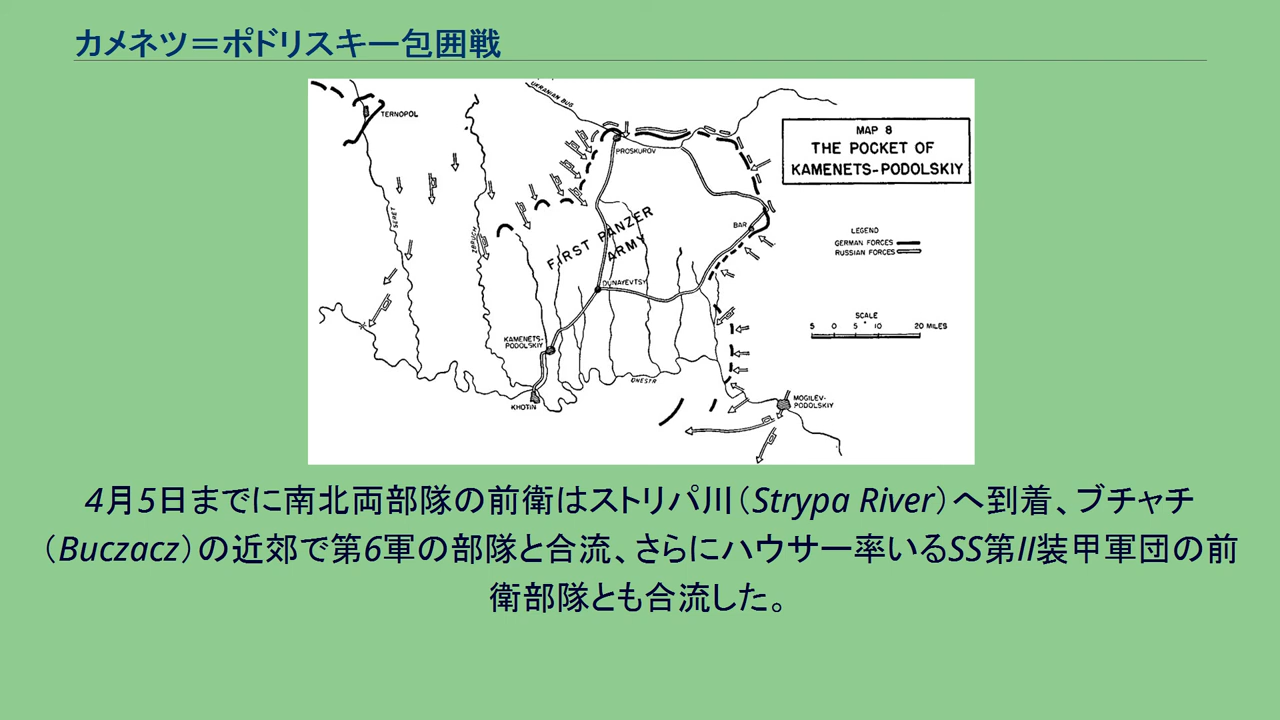 カメネツ＝ポドリスキー包囲戦
UKRANIAN BUG
TERNOPOL
PROSKUROV
MAP 8
THE POCKET OF
KAMENETS-PODOLSKIY
SERET
ZBRUCH
FIRST PANZER
ARMY
BAR
LEGEND
GERMAN FORCES
RUSSIAN FORCES
DUNAYEVTSY
SCALE
5 0 5 10 20 MILES
KAMENETS-
PODOLSKIY
DNESTR
KHOTIN
MOGILEV-
PODOLSKIY
4月5日までに南北両部隊の前衛はストリパ川（Strypa River）へ到着、ブチャチ
（Buczacz）の近郊で第6軍の部隊と合流、さらにハウサー率いるSS第II装甲軍団の前
衛部隊とも合流した。